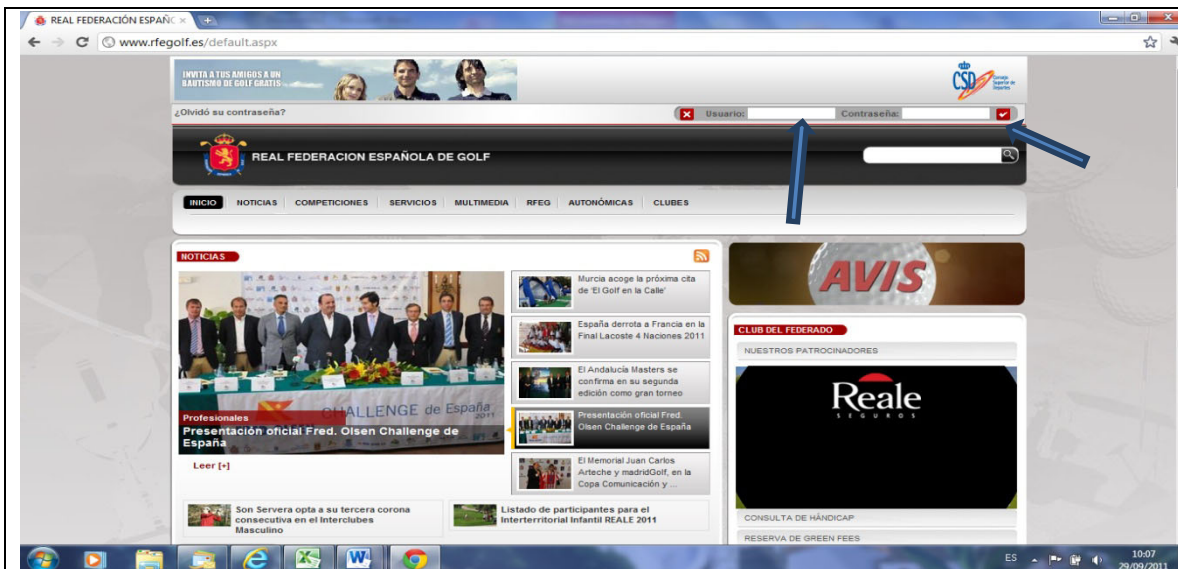 REAL FEDERACIÓN ESPAÑ
www.rfegolf.es/default.aspx
INVITA A TUS AMIGOS A UN
BAUTISMO DE GOLF GRATIS
CSD
Consejo
Superior de
Deportes
¿Olvidó su contraseña?
Usuario:
Contraseña:
REAL FEDERACION ESPAÑOLA DE GOLF
INICIO NOTICIAS COMPETICIONES SERVICIOS MULTIMEDIA RFEG AUTONÓMICAS CLUBES
NOTICIAS
CHALLENGE de España
2011
Profesionales
Presentación oficial Fred. Olsen Challenge de
España
Leer [+]
Murcia acoge la próxima cita
de 'El Golf en la Calle'
España derrota a Francia en la
Final Lacoste 4 Naciones 2011
El Andalucía Masters se
confirma en su segunda
edición como gran torneo
Presentación oficial Fred.
Olsen Challenge de España
El Memorial Juan Carlos
Arteche y madridGolf, en la
Copa Comunicación y ...
Son Servera opta a su tercera corona
consecutiva en el Interclubes
Masculino
Listado de participantes para el
Interterritorial Infantil REALE 2011
AVIS
CLUB DEL FEDERADO
NUESTROS PATROCINADORES
Reale
SEGUROS
CONSULTA DE HÁNDICAP
RESERVA DE GREEN FEES
ES
10:07
29/09/2011